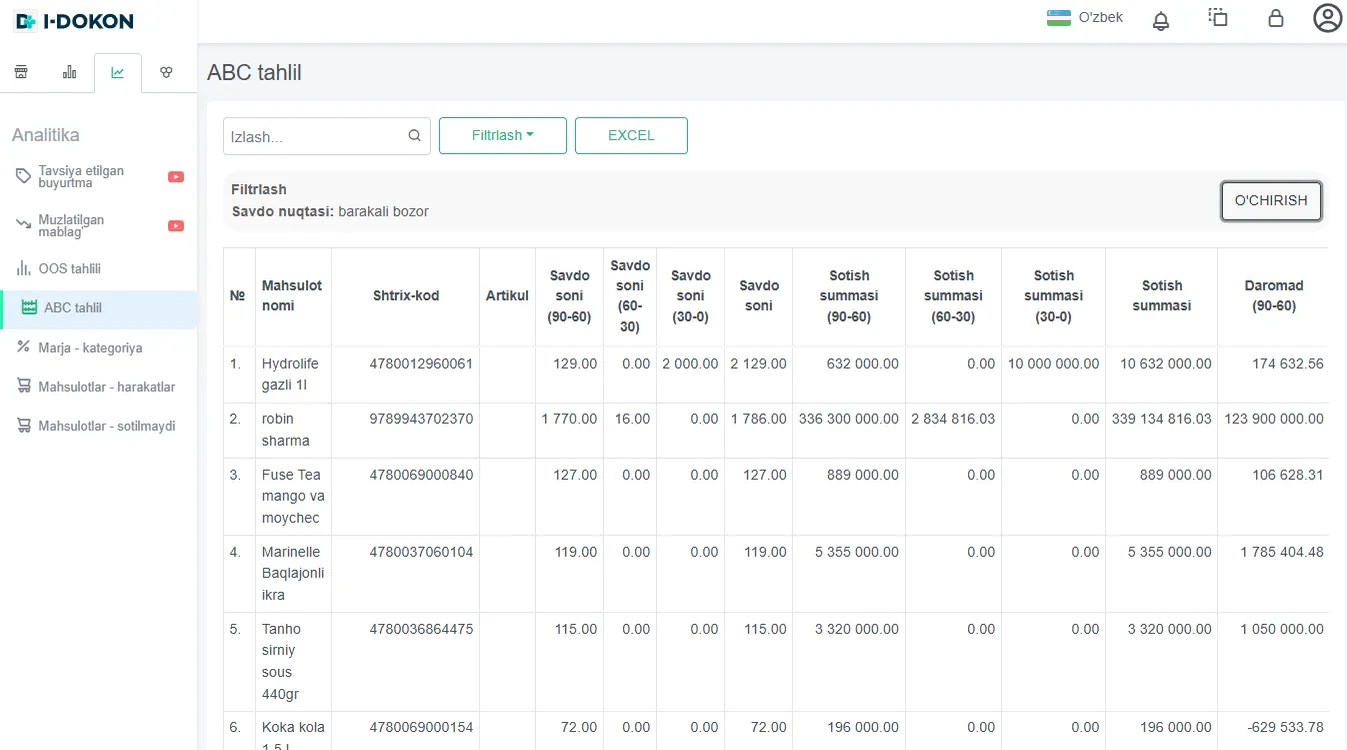 I-DOKON
O'zbek
ABC tahlil
Analitika
Tavsiya etilgan
buyurtma
Muzlatilgan
mablag'
OOS tahlili
ABC tahlil
Marja - kategoriya
Mahsulotlar - harakatlar
Mahsulotlar - sotilmaydi
Izlash...
Filtrlash
EXCEL
Filtrlash
Savdo nuqtasi: barakali bozor
O'CHIRISH
№
Mahsulot
nomi
Shtrix-kod
Artikul
Savdo
soni
(90-60)
Savdo
soni
(60-
30)
Savdo
soni
(30-0)
Savdo
soni
Sotish
summasi
(90-60)
Sotish
summasi
(60-30)
Sotish
summasi
(30-0)
Sotish
summasi
Daromad
(90-60)
1. Hydrolife 4780012960061 129.00 0.00 2 000.00 2 129.00 632 000.00 0.00 10 000 000.00 10 632 000.00 174 632.56
gazli 1l
2. robin 9789943702370 1 770.00 16.00 0.00 1 786.00 336 300 000.00 2 834 816.03 0.00 339 134 816.03 123 900 000.00
sharma
3. Fuse Tea 4780069000840 127.00 0.00 0.00 127.00 889 000.00 0.00 0.00 889 000.00 106 628.31
mango va
moychec
4. Marinelle 4780037060104 119.00 0.00 0.00 119.00 5 355 000.00 0.00 0.00 5 355 000.00 1 785 404.48
Baqlajonli
ikra
5. Tanho 4780036864475 115.00 0.00 0.00 115.00 3 320 000.00 0.00 0.00 3 320 000.00 1 050 000.00
sirniy
sous
440gr
6. Koka kola 4780069000154 72.00 0.00 0.00 72.00 196 000.00 0.00 0.00 196 000.00 -629 533.78